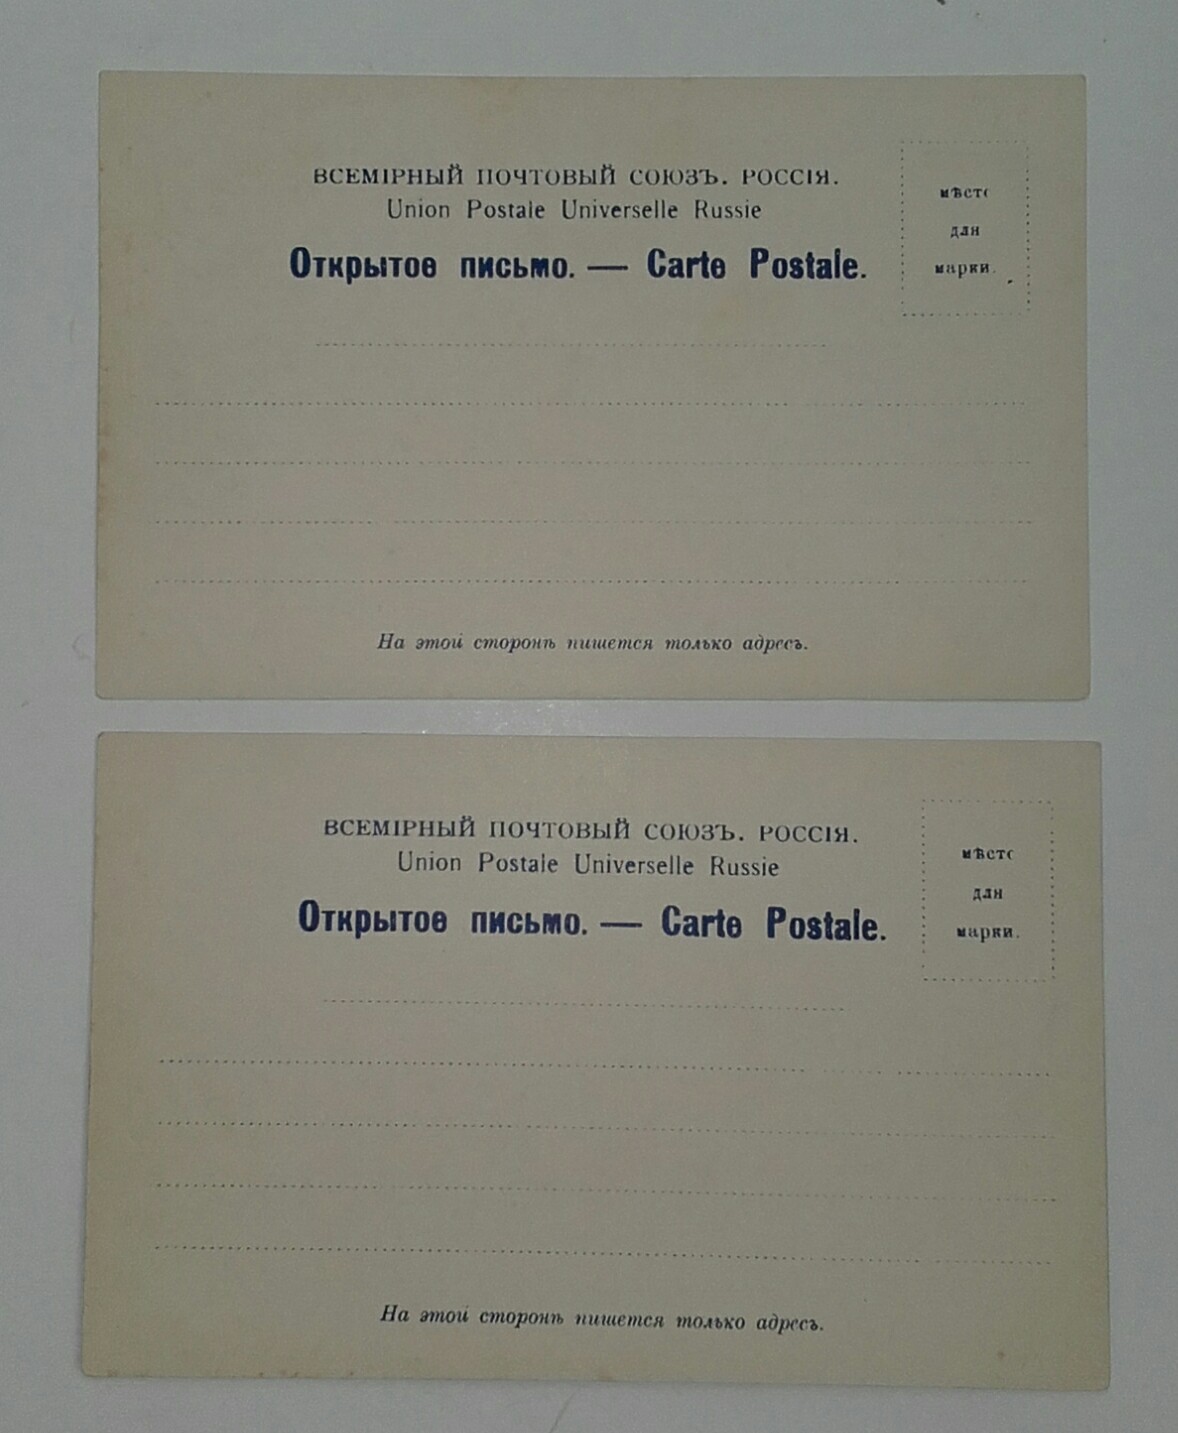 ВСЕМІРНЫЙ ПОЧТОВЫЙ СОЮЗЪ. РОССІЯ.
Union Postale Universelle Russie
Открытое письмо. — Carte Postale.
мѣсто
для
марки.
На этой сторонѣ пишется только адресъ.
ВСЕМІРНЫЙ ПОЧТОВЫЙ СОЮЗЪ. РОССІЯ.
Union Postale Universelle Russie
Открытое письмо. — Carte Postale.
мѣсто
для
марки.
На этой сторонѣ пишется только адресъ.